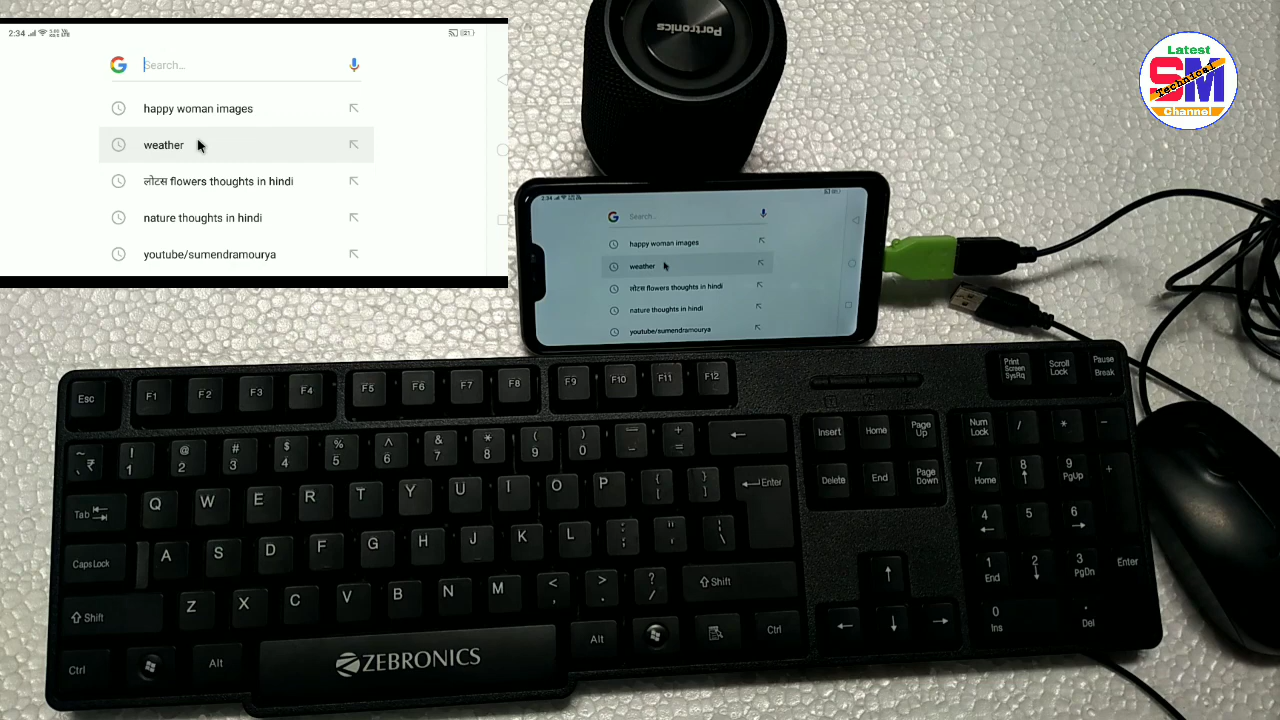 2:34
Search...
happy woman images
weather
लोटस flowers thoughts in hindi
nature thoughts in hindi
youtube/sumendramourya
Portronics
Latest
SM
Technical
Channel
2:34
Search...
happy woman images
weather
लोटस flowers thoughts in hindi
nature thoughts in hindi
youtube/sumendramourya
Esc F1 F2 F3 F4 F5 F6 F7 F8 F9 F10 F11 F12 Print Screen SysRq Scroll Lock Pause Break
~ ` ₹ ! 1 @ 2 # 3 $ 4 % 5 ^ 6 & 7 * 8 ( 9 ) 0 _ - + = ← Insert Home Page Up Num Lock / * -
Tab Q W E R T Y U I O P { [ } ] ↵ Enter Delete End Page Down 7 Home 8 ↑ 9 PgUp +
Caps Lock A S D F G H J K L : ; " ' | \ 4 ← 5 6 →
⇧ Shift Z X C V B N M < , > . ? / ⇧ Shift ↑ 1 End 2 ↓ 3 PgDn Enter
Ctrl Alt ZEBRONICS Alt Ctrl ← ↓ → 0 Ins . Del